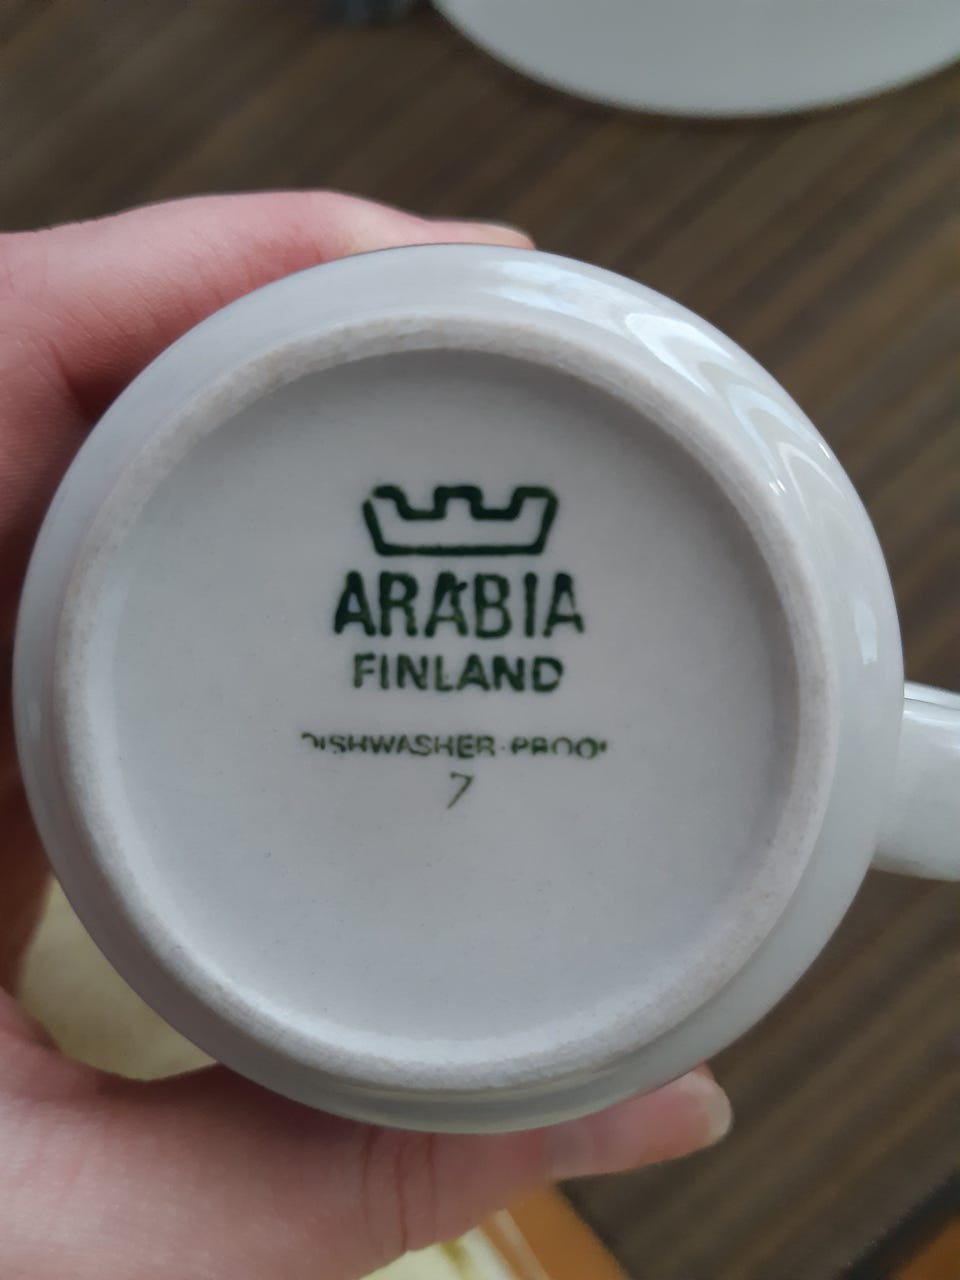 ARABIA
FINLAND
DISHWASHER-PROOF
7